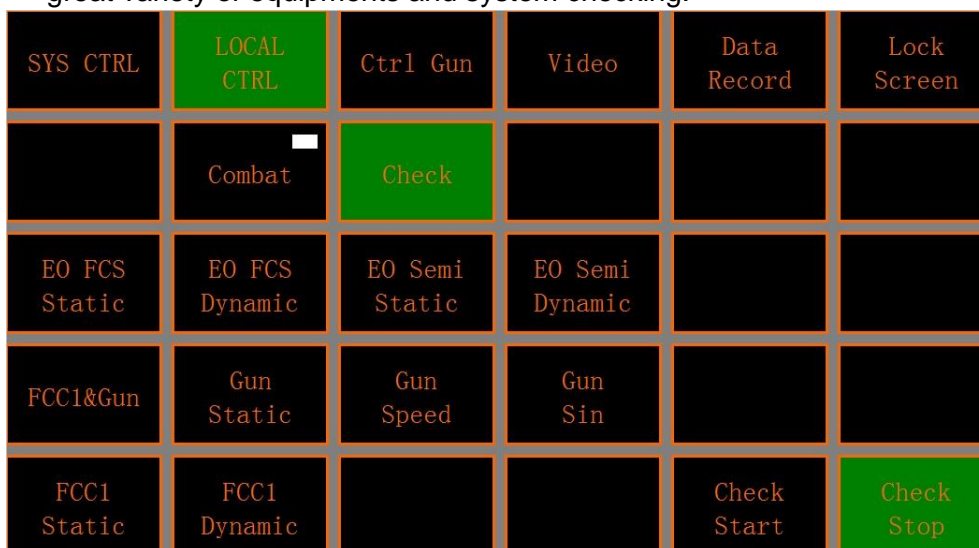 great variety of equipments and system checking.
SYS CTRL
LOCAL
CTRL
Ctrl Gun
Video
Data
Record
Lock
Screen
Combat
Check
EO FCS
Static
EO FCS
Dynamic
EO Semi
Static
EO Semi
Dynamic
FCC1&Gun
Gun
Static
Gun
Speed
Gun
Sin
FCC1
Static
FCC1
Dynamic
Check
Start
Check
Stop